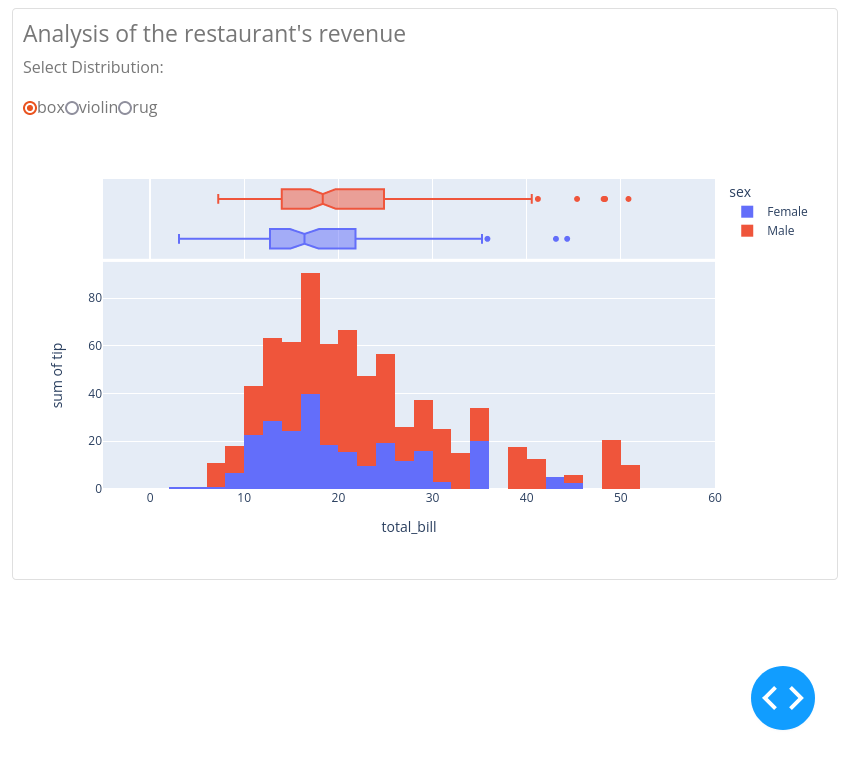 Analysis of the restaurant's revenue
Select Distribution:
box violin rug
sex
Female
Male
80
60
40
20
0
sum of tip
0 10 20 30 40 50 60
total_bill